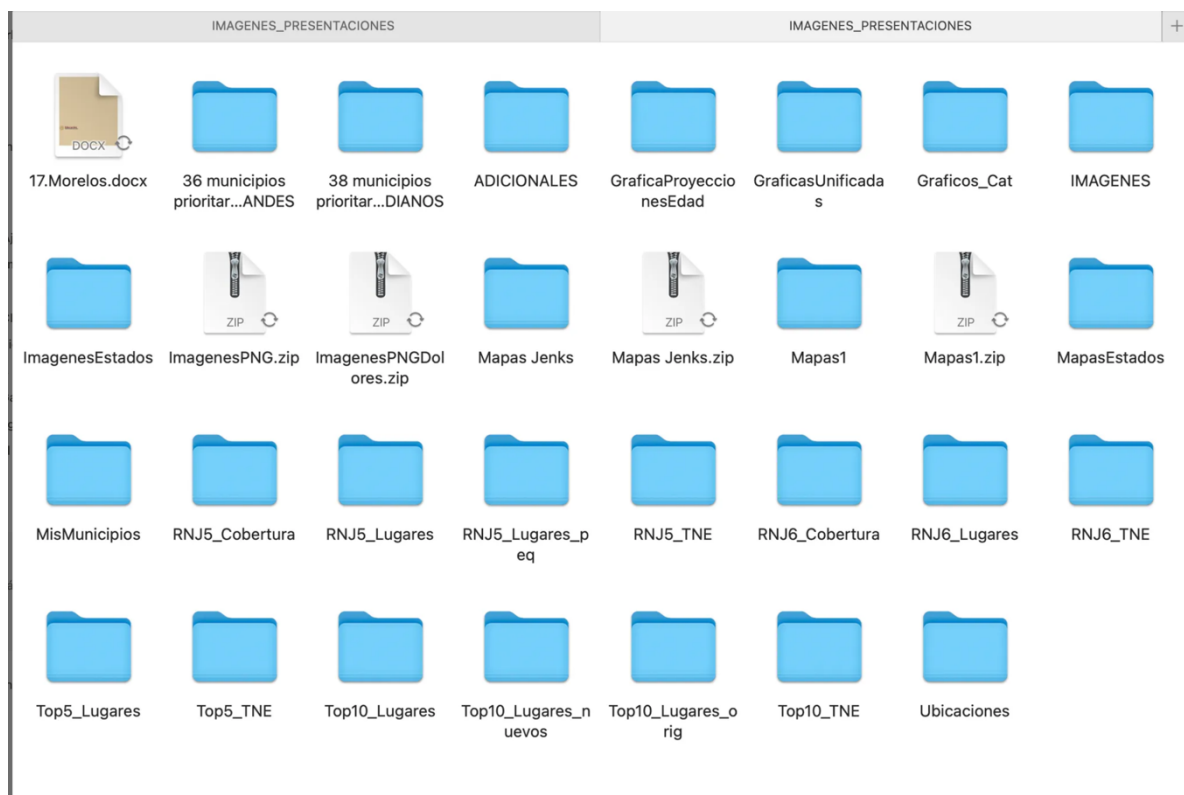 IMAGENES_PRESENTACIONES
IMAGENES_PRESENTACIONES
+
DOCX
17.Morelos.docx
36 municipios
prioritar...ANDES
38 municipios
prioritar...DIANOS
ADICIONALES
GraficaProyeccio
nesEdad
GraficasUnificada
s
Graficos_Cat
IMAGENES
ImagenesEstados
ZIP
ImagenesPNG.zip
ZIP
ImagenesPNGDol
ores.zip
Mapas Jenks
ZIP
Mapas Jenks.zip
Mapas1
ZIP
Mapas1.zip
MapasEstados
MisMunicipios
RNJ5_Cobertura
RNJ5_Lugares
RNJ5_Lugares_p
eq
RNJ5_TNE
RNJ6_Cobertura
RNJ6_Lugares
RNJ6_TNE
Top5_Lugares
Top5_TNE
Top10_Lugares
Top10_Lugares_n
uevos
Top10_Lugares_o
rig
Top10_TNE
Ubicaciones